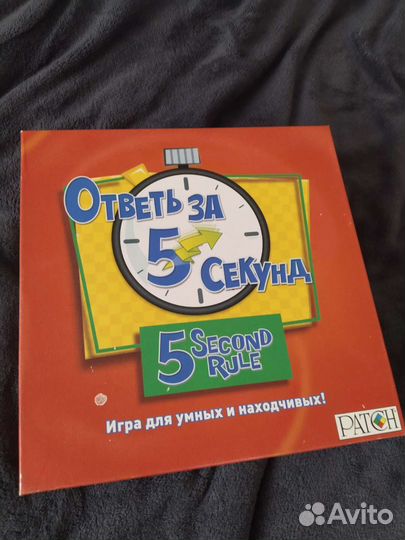 Ответь за
5 секунд
5 Second
Rule
Игра для умных и находчивых!
PATCH
Avito